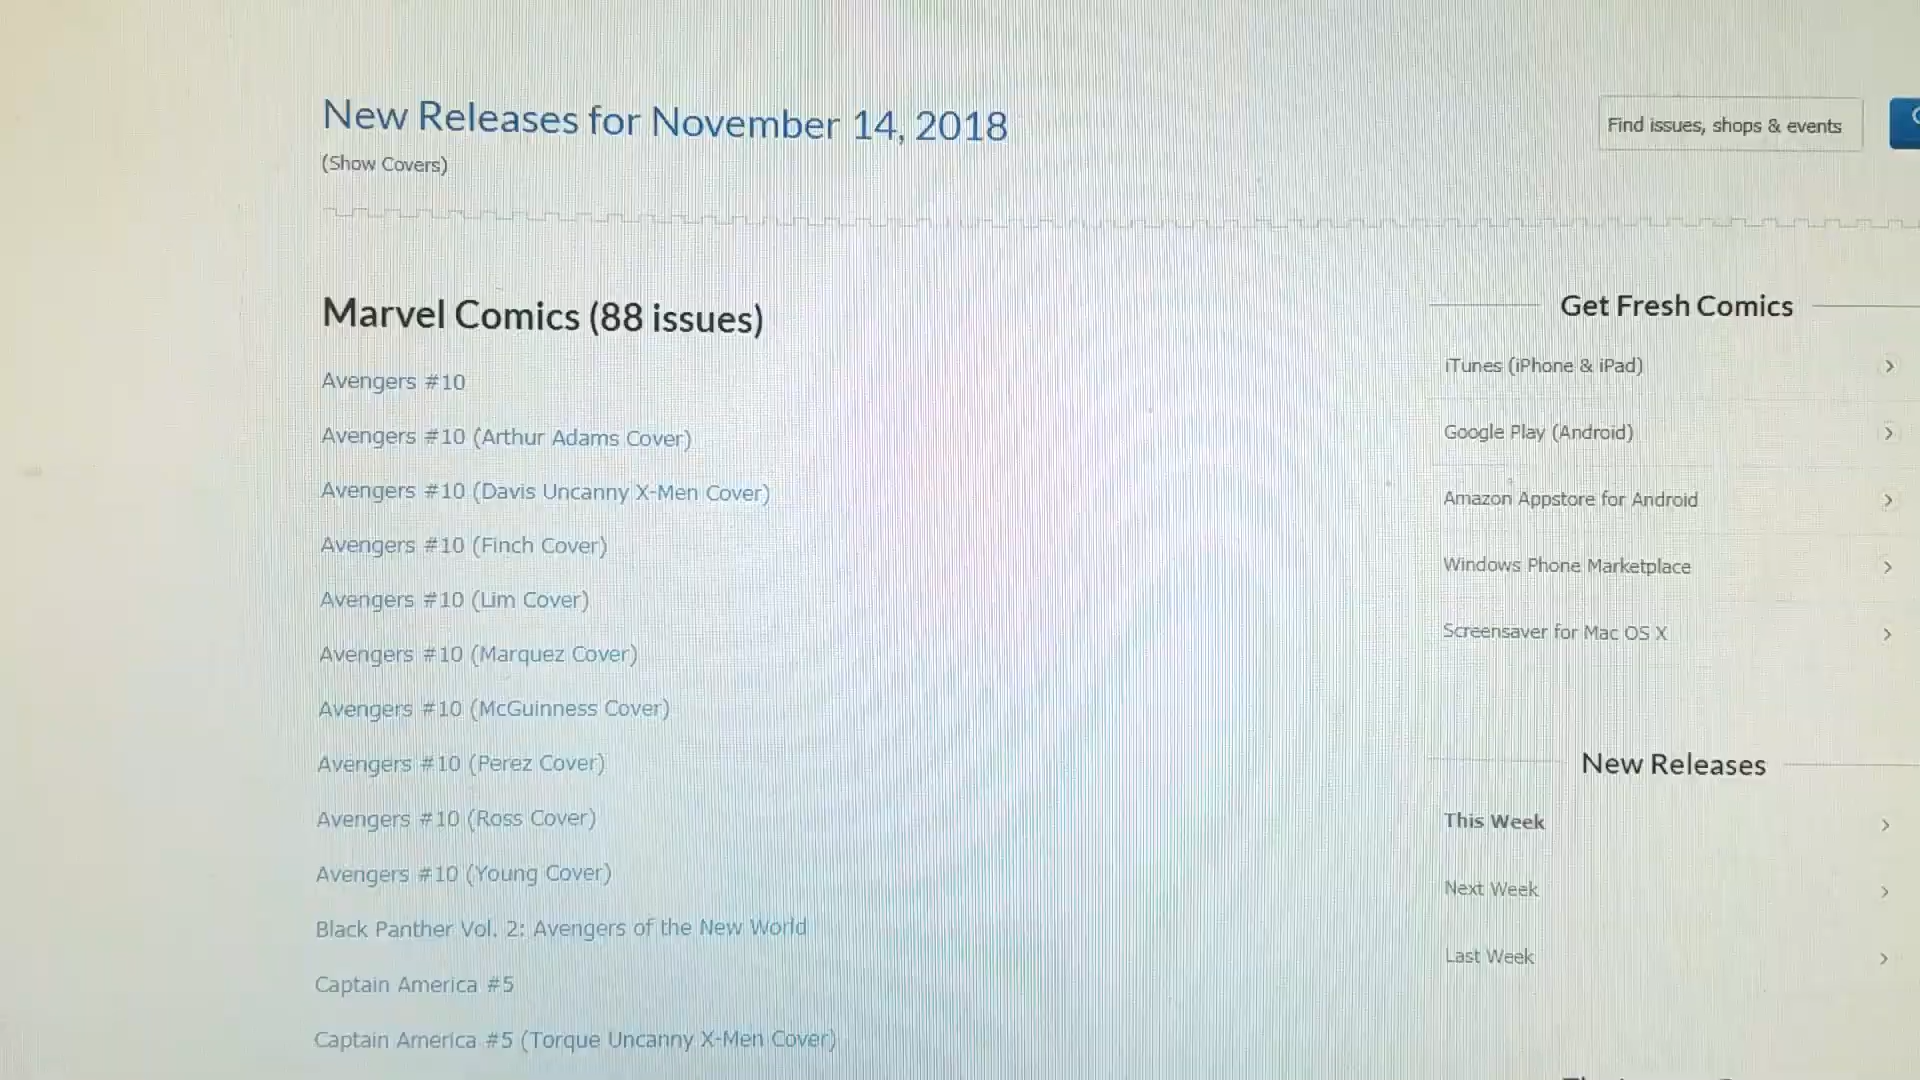 New Releases for November 14, 2018
(Show Covers)
Find issues, shops & events
Marvel Comics (88 issues)
Avengers #10
Avengers #10 (Arthur Adams Cover)
Avengers #10 (Davis Uncanny X-Men Cover)
Avengers #10 (Finch Cover)
Avengers #10 (Lim Cover)
Avengers #10 (Marquez Cover)
Avengers #10 (McGuinness Cover)
Avengers #10 (Perez Cover)
Avengers #10 (Ross Cover)
Avengers #10 (Young Cover)
Black Panther Vol. 2: Avengers of the New World
Captain America #5
Captain America #5 (Torque Uncanny X-Men Cover)
Get Fresh Comics
iTunes (iPhone & iPad)
Google Play (Android)
Amazon Appstore for Android
Windows Phone Marketplace
Screensaver for Mac OS X
New Releases
This Week
Next Week
Last Week